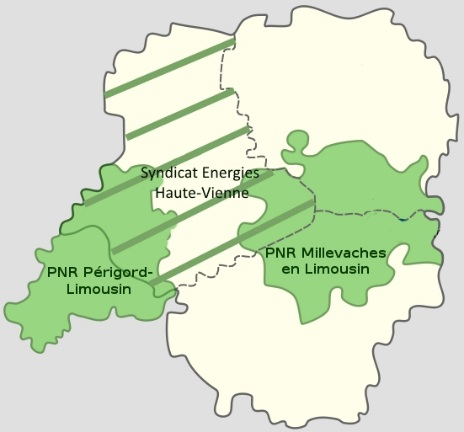 Syndicat Energies
Haute-Vienne
PNR Périgord-
Limousin
PNR Millevaches
en Limousin